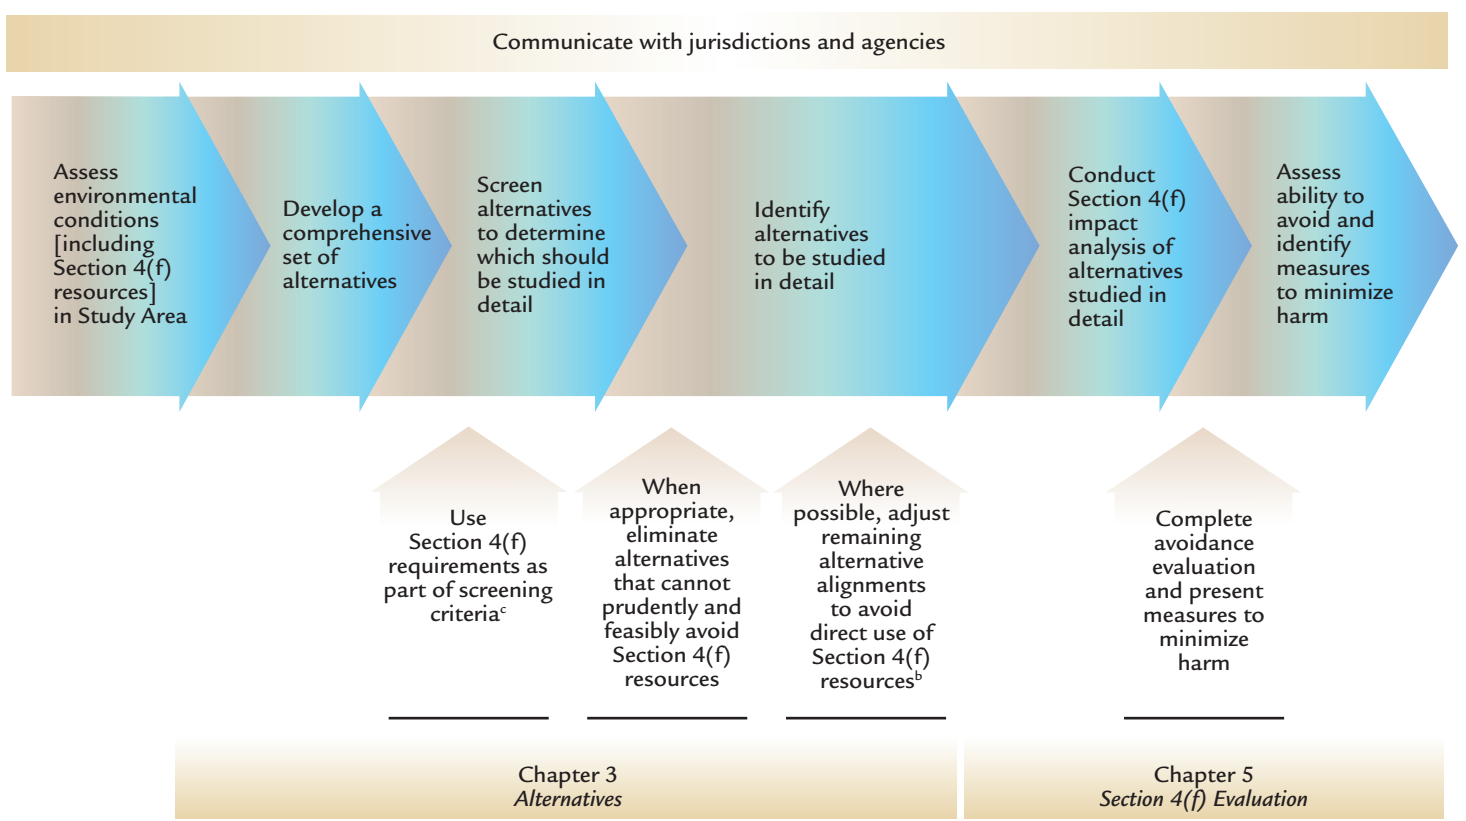 Communicate with jurisdictions and agencies
Assess
environmental
conditions
[including
Section 4(f)
resources]
in Study Area
Develop a
comprehensive
set of
alternatives
Screen
alternatives
to determine
which should
be studied in
detail
Identify
alternatives
to be studied
in detail
Conduct
Section 4(f)
impact
analysis of
alternatives
studied in
detail
Assess
ability to
avoid and
identify
measures
to minimize
harm
Use
Section 4(f)
requirements as
part of screening
criteriaᶜ
When
appropriate,
eliminate
alternatives
that cannot
prudently and
feasibly avoid
Section 4(f)
resources
Where
possible, adjust
remaining
alternative
alignments
to avoid
direct use of
Section 4(f)
resourcesᵇ
Complete
avoidance
evaluation
and present
measures to
minimize
harm
Chapter 3
Alternatives
Chapter 5
Section 4(f) Evaluation